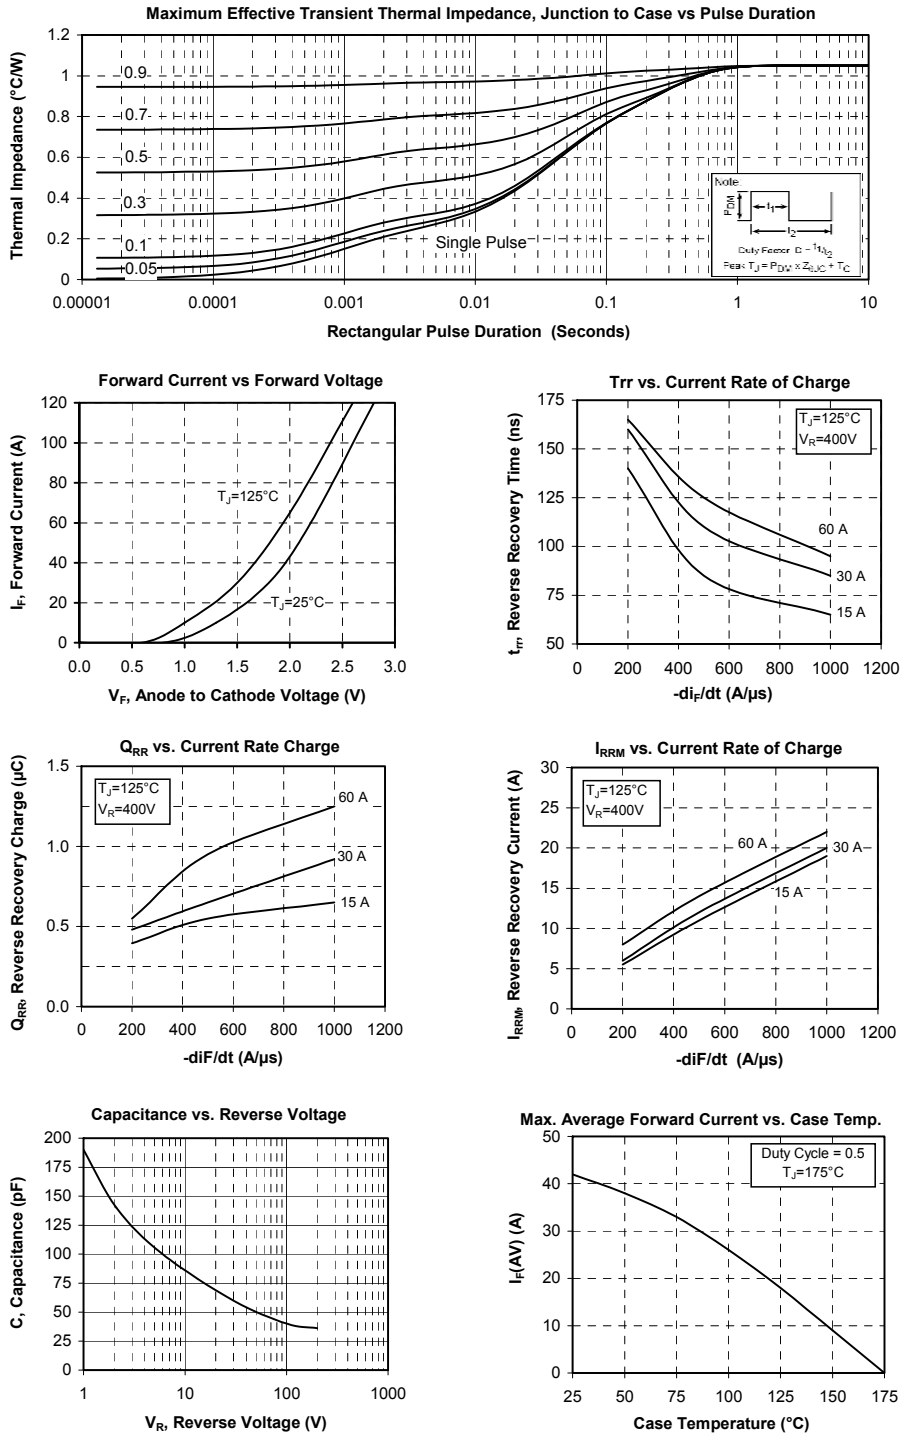 Maximum Effective Transient Thermal Impedance, Junction to Case vs Pulse Duration
Thermal Impedance (°C/W)
1.2
1
0.8
0.6
0.4
0.2
0
0.9
0.7
0.5
0.3
0.1
0.05
Single Pulse
Note
PDM
t1
t2
Duty Factor D = t1/t2
Peak TJ = PDM x ZθJC + TC
0.00001 0.0001 0.001 0.01 0.1 1 10
Rectangular Pulse Duration (Seconds)
Forward Current vs Forward Voltage
IF, Forward Current (A)
120
100
80
60
40
20
0
TJ=125°C
TJ=25°C
0.0 0.5 1.0 1.5 2.0 2.5 3.0
VF, Anode to Cathode Voltage (V)
Trr vs. Current Rate of Charge
trr, Reverse Recovery Time (ns)
175
150
125
100
75
50
TJ=125°C
VR=400V
60 A
30 A
15 A
0 200 400 600 800 1000 1200
-diF/dt (A/µs)
QRR vs. Current Rate Charge
QRR, Reverse Recovery Charge (µC)
1.5
1.0
0.5
0.0
TJ=125°C
VR=400V
60 A
30 A
15 A
0 200 400 600 800 1000 1200
-diF/dt (A/µs)
IRRM vs. Current Rate of Charge
IRRM, Reverse Recovery Current (A)
30
25
20
15
10
5
0
TJ=125°C
VR=400V
60 A
30 A
15 A
0 200 400 600 800 1000 1200
-diF/dt (A/µs)
Capacitance vs. Reverse Voltage
C, Capacitance (pF)
200
175
150
125
100
75
50
25
0
1 10 100 1000
VR, Reverse Voltage (V)
Max. Average Forward Current vs. Case Temp.
IF(AV) (A)
50
40
30
20
10
0
Duty Cycle = 0.5
TJ=175°C
25 50 75 100 125 150 175
Case Temperature (°C)